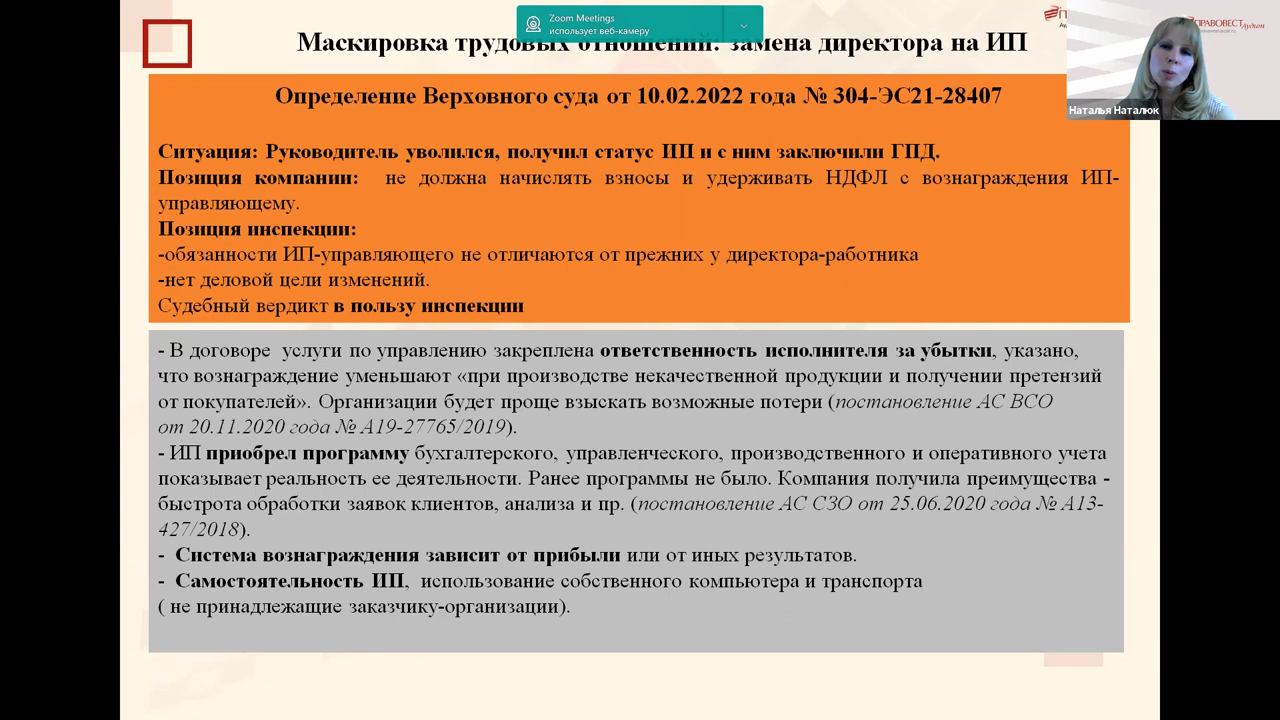 Zoom Meetings
использует веб-камеру
Маскировка трудовых отношений: замена директора на ИП
ПРАВОВЕСТ Аудит
Наталья Наталюк
Определение Верховного суда от 10.02.2022 года № 304-ЭС21-28407
Ситуация: Руководитель уволился, получил статус ИП и с ним заключили ГПД.
Позиция компании: не должна начислять взносы и удерживать НДФЛ с вознаграждения ИП-
управляющему.
Позиция инспекции:
-обязанности ИП-управляющего не отличаются от прежних у директора-работника
-нет деловой цели изменений.
Судебный вердикт в пользу инспекции
- В договоре услуги по управлению закреплена ответственность исполнителя за убытки, указано,
что вознаграждение уменьшают «при производстве некачественной продукции и получении претензий
от покупателей». Организации будет проще взыскать возможные потери (постановление АС ВСО
от 20.11.2020 года № А19-27765/2019).
- ИП приобрел программу бухгалтерского, управленческого, производственного и оперативного учета
показывает реальность ее деятельности. Ранее программы не было. Компания получила преимущества -
быстрота обработки заявок клиентов, анализа и пр. (постановление АС СЗО от 25.06.2020 года № А13-
427/2018).
- Система вознаграждения зависит от прибыли или от иных результатов.
- Самостоятельность ИП, использование собственного компьютера и транспорта
( не принадлежащие заказчику-организации).